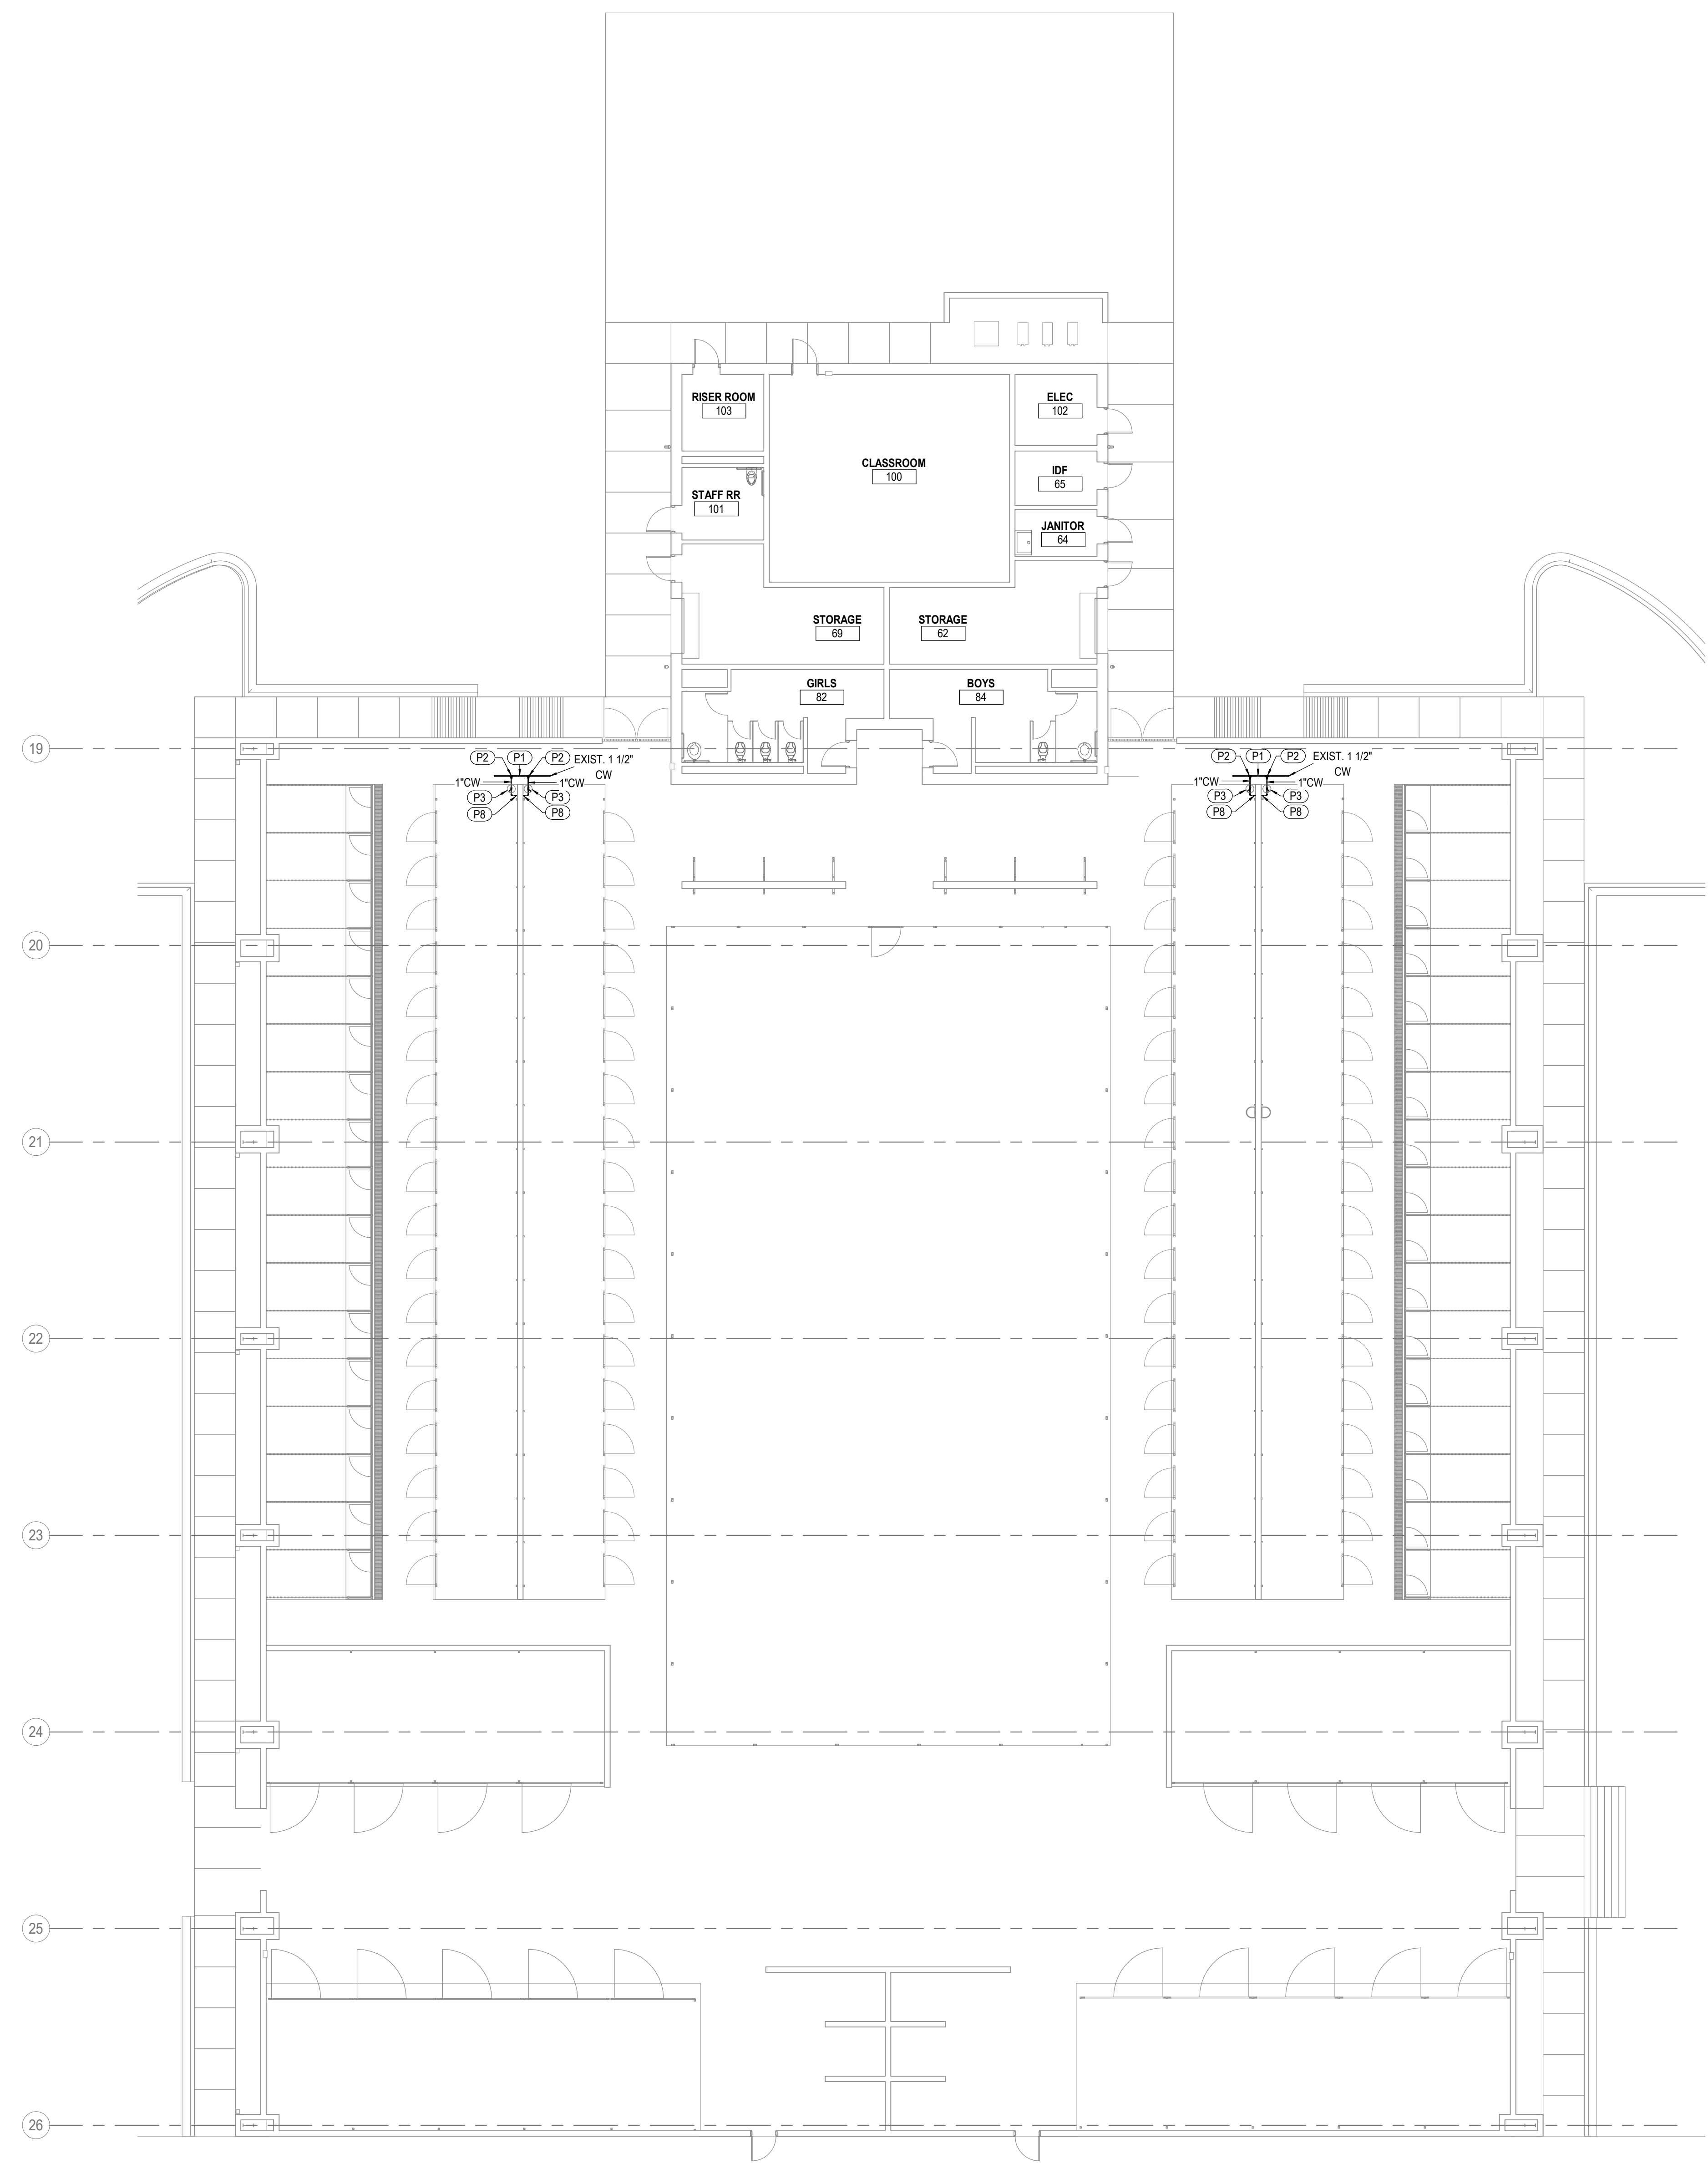 RISER ROOM
103
ELEC
102
CLASSROOM
100
IDF
65
STAFF RR
101
JANITOR
64
STORAGE
69
STORAGE
62
GIRLS
82
BOYS
84
19
P2
P1
P2
EXIST. 1 1/2"
CW
1"CW
1"CW
P3
P3
P8
P8
P2
P1
P2
EXIST. 1 1/2"
CW
1"CW
1"CW
P3
P3
P8
P8
20
21
22
23
24
25
26